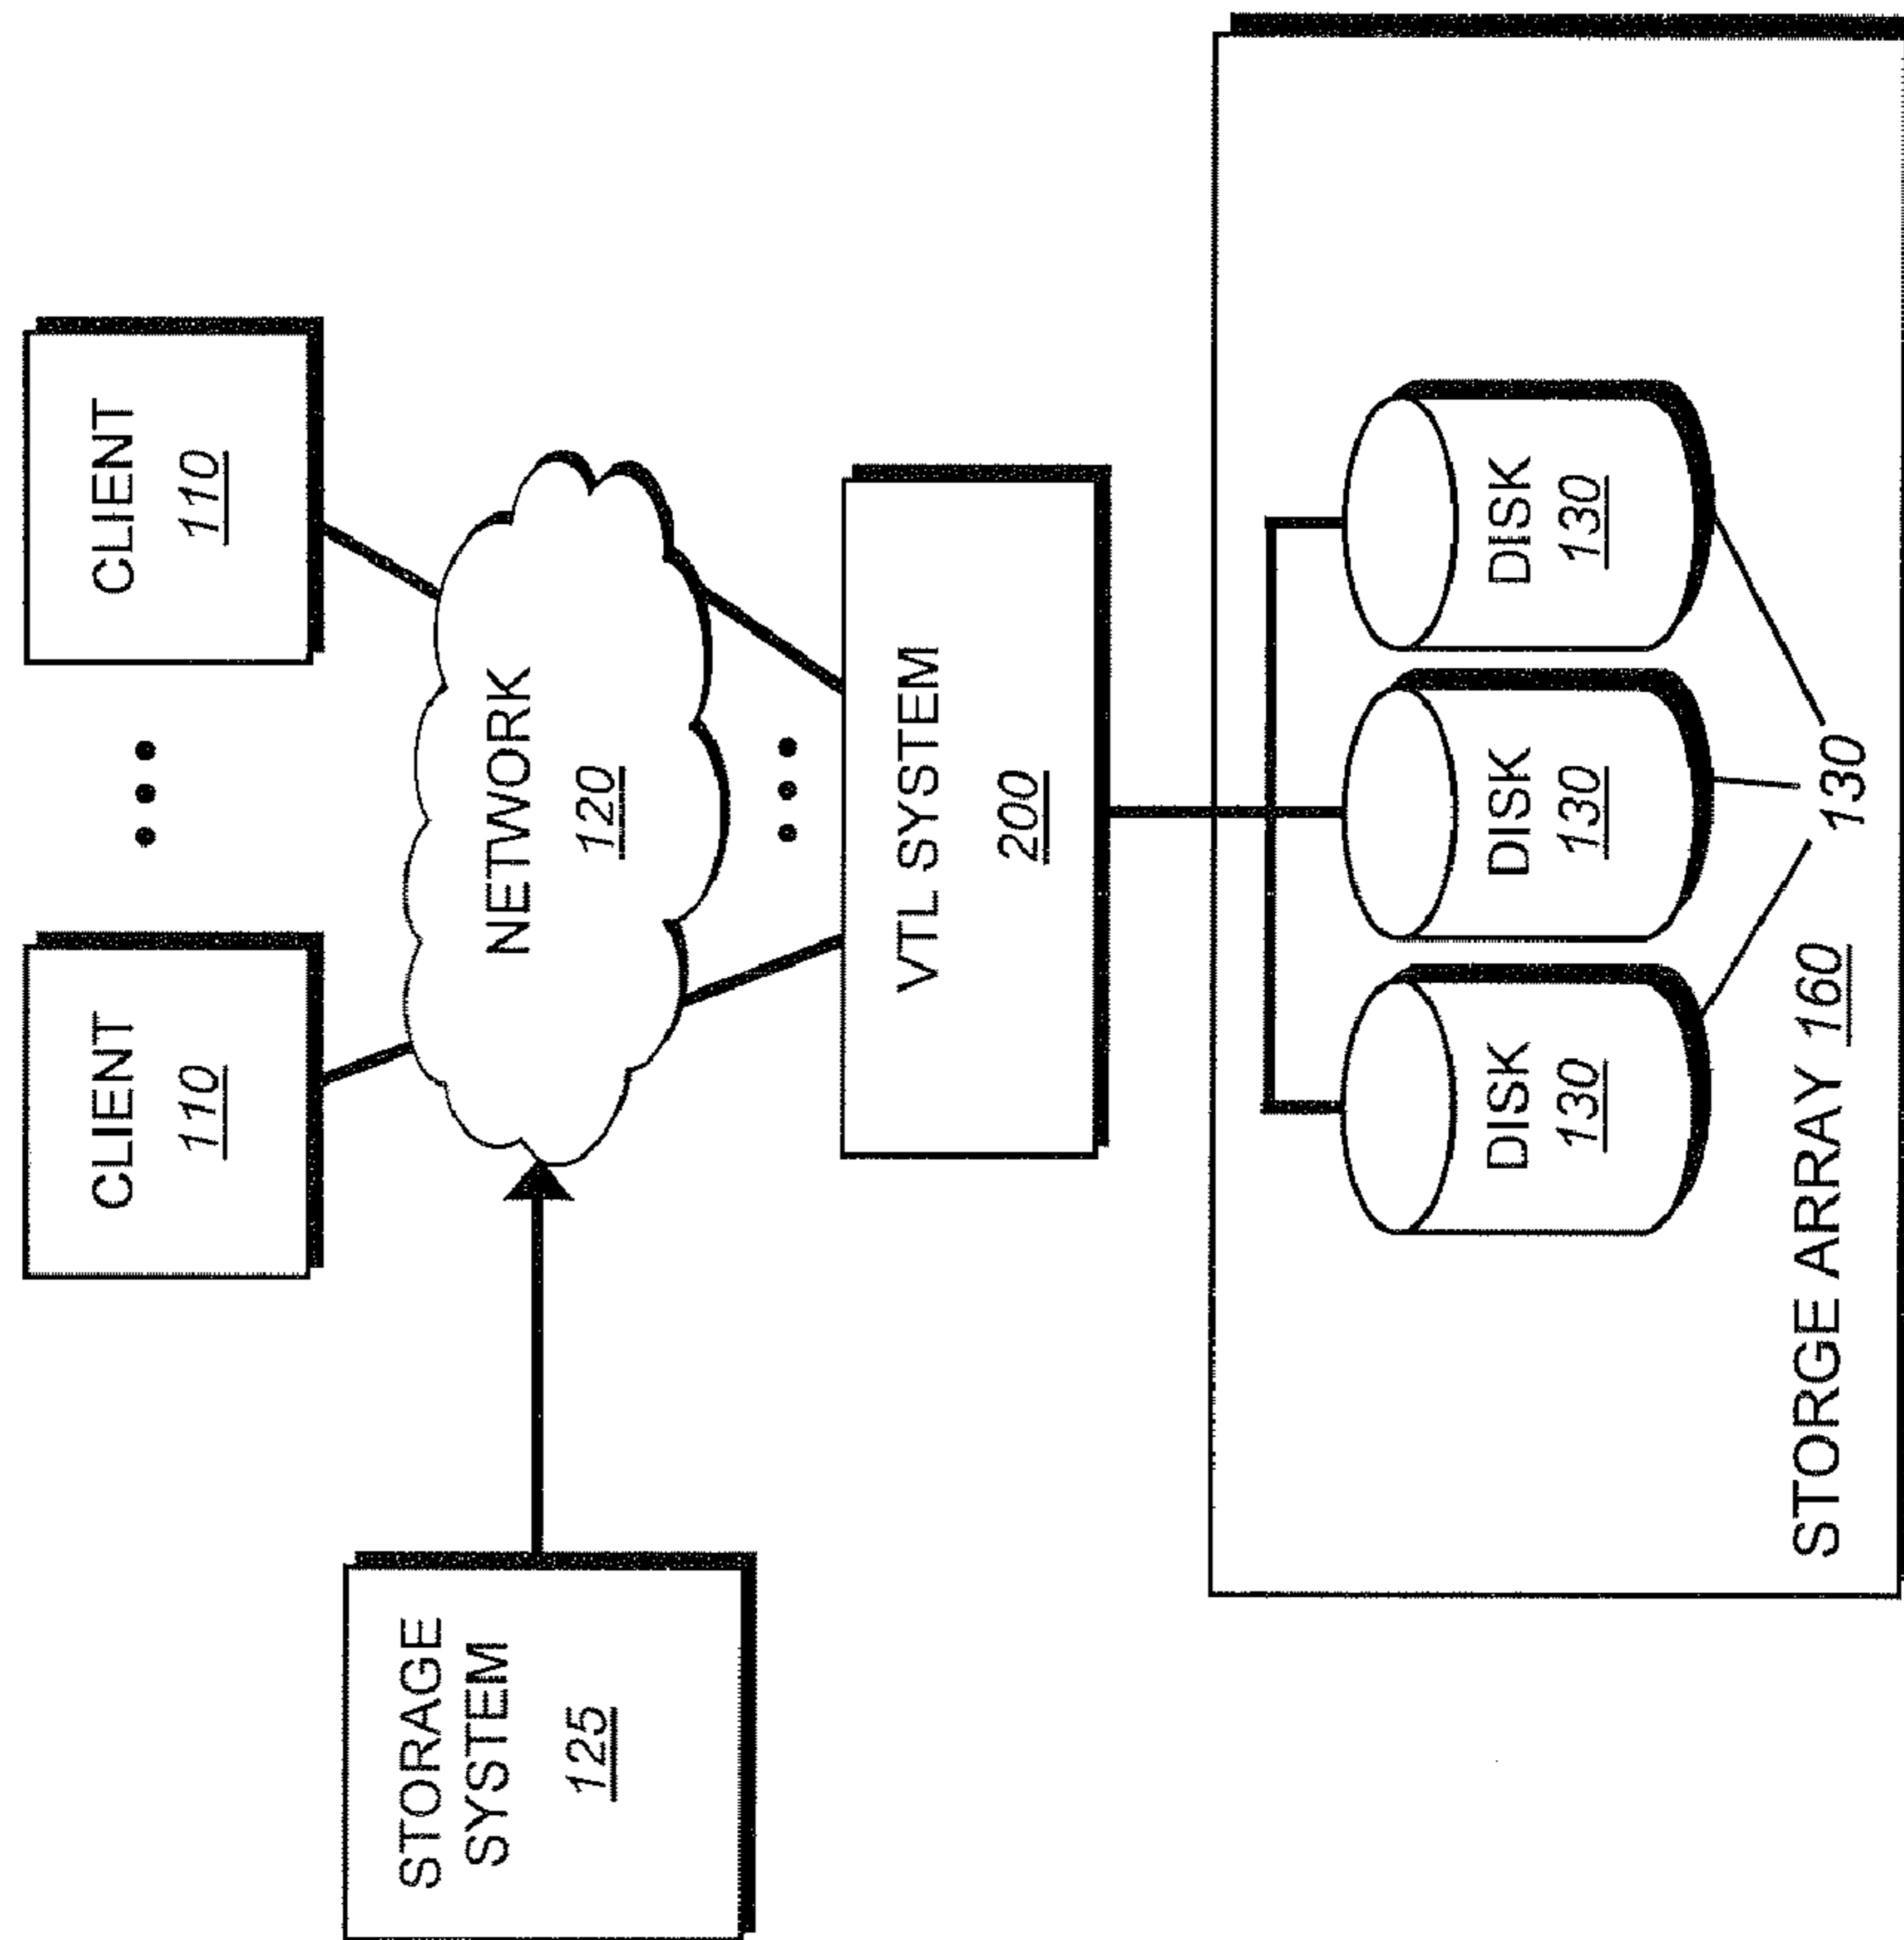 CLIENT
110
CLIENT
110
STORAGE
SYSTEM
125
NETWORK
120
VTL SYSTEM
200
DISK
130
DISK
130
DISK
130
STORGE ARRAY 160
130